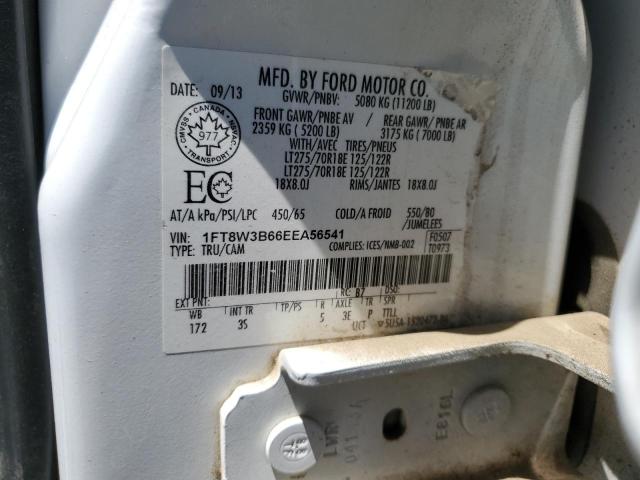 MFD. BY FORD MOTOR CO.
DATE: 09/13
GVWR/PNBV: 5080 KG (11200 LB)
FRONT GAWR/PNBE AV
2359 KG ( 5200 LB)
REAR GAWR/ PNBE AR
3175 KG ( 7000 LB)
WITH/AVEC TIRES/PNEUS
LT275/70R18E 125/122R
LT275/70R18E 125/122R
18X8.0J RIMS/JANTES 18X8.0J
CANADA
CMVSS NSVAC
977
TRANSPORT
EC
AT/A kPa/PSI/LPC 450/65 COLD/A FROID 550/80
/JUMELEES
VIN: 1FT8W3B66EEA56541
TYPE: TRU/CAM
COMPLIES: ICES/NMB-002
F0507
T0973
RC: 87 DSO:
EXT PNT:
WB INT TR TP/PS R AXLE TR SPR
172 3S 5 3E P TTLL
UCT
E816L